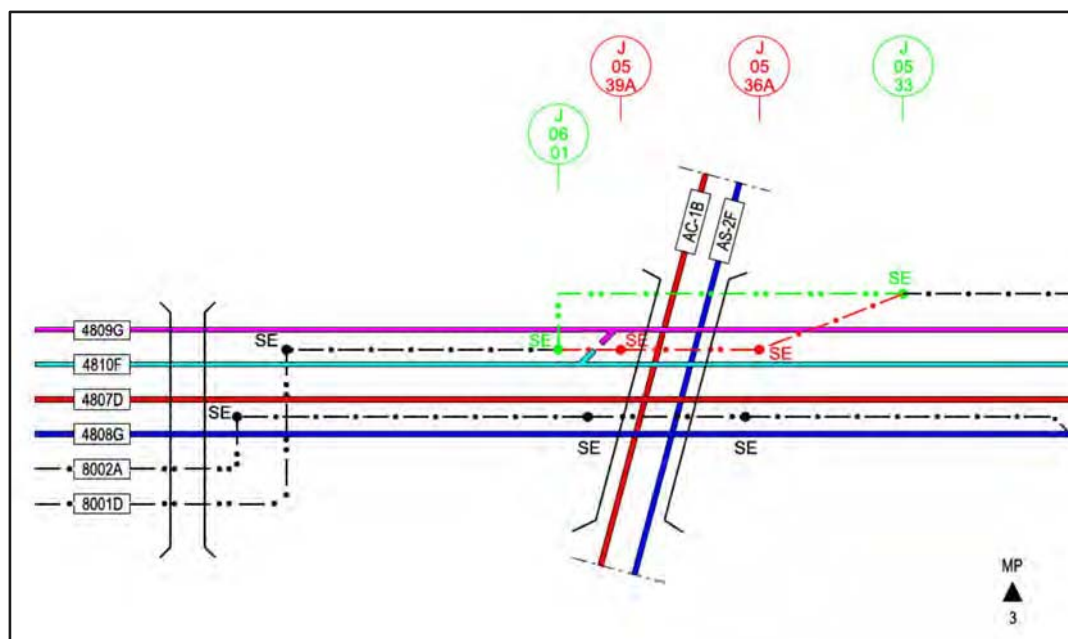 J
05
39A
J
05
36A
J
05
33
J
06
01
AC-1B
AS-2F
SE
4809G
SE
SE
SE
SE
4810F
4807D
SE
4808G
SE
SE
8002A
8001D
MP
3